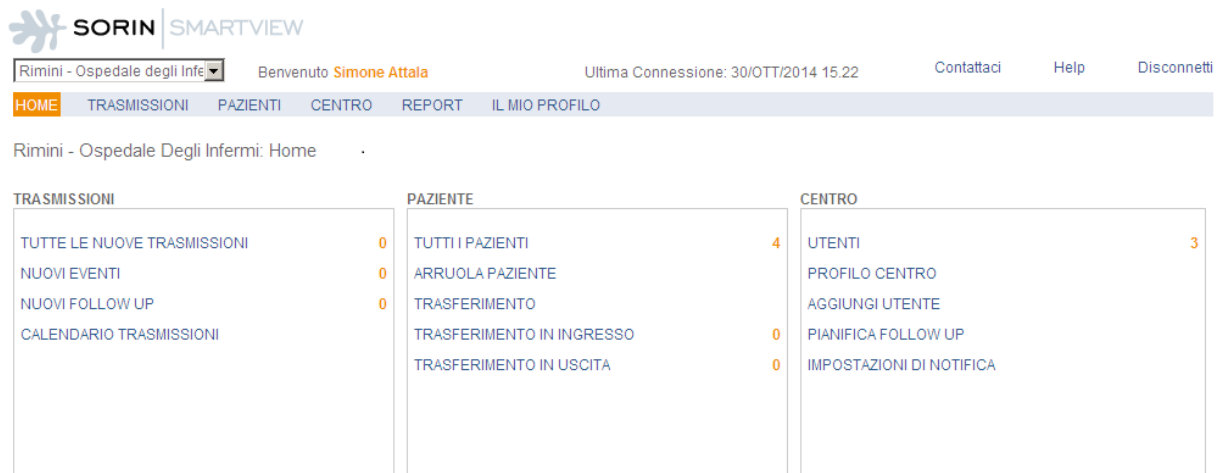 SORIN SMARTVIEW
Rimini - Ospedale degli Infe Benvenuto Simone Attala Ultima Connessione: 30/OTT/2014 15.22 Contattaci Help Disconnetti
HOME TRASMISSIONI PAZIENTI CENTRO REPORT IL MIO PROFILO
Rimini - Ospedale Degli Infermi: Home .
TRASMISSIONI
TUTTE LE NUOVE TRASMISSIONI 0
NUOVI EVENTI 0
NUOVI FOLLOW UP 0
CALENDARIO TRASMISSIONI
PAZIENTE
TUTTI I PAZIENTI 4
ARRUOLA PAZIENTE
TRASFERIMENTO
TRASFERIMENTO IN INGRESSO 0
TRASFERIMENTO IN USCITA 0
CENTRO
UTENTI 3
PROFILO CENTRO
AGGIUNGI UTENTE
PIANIFICA FOLLOW UP
IMPOSTAZIONI DI NOTIFICA